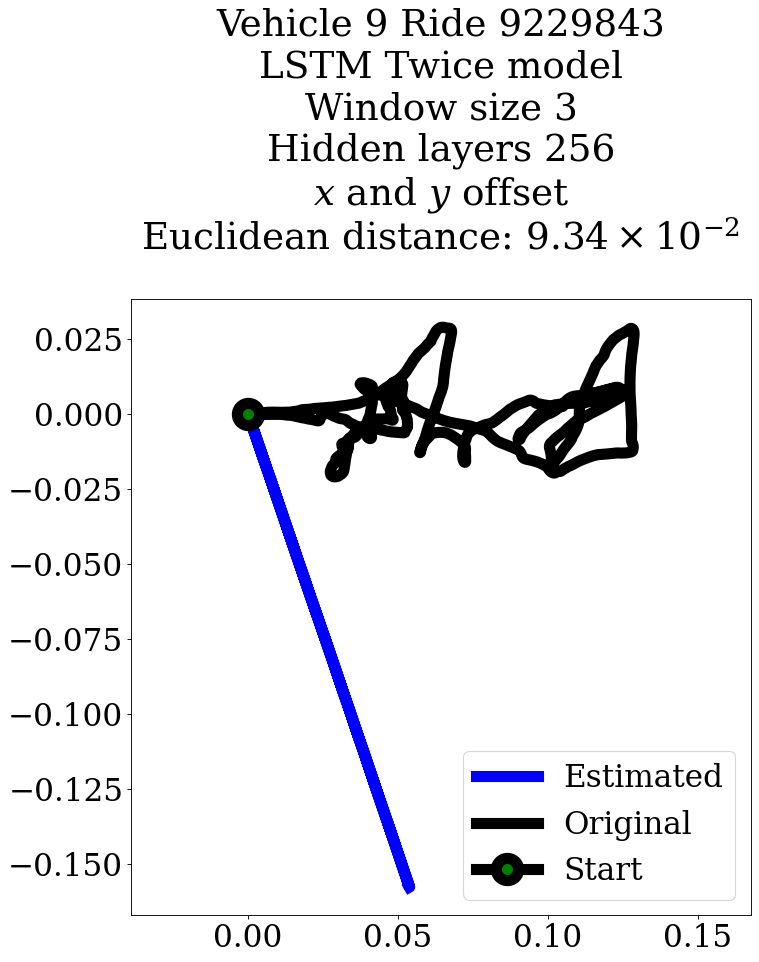 Vehicle 9 Ride 9229843
LSTM Twice model
Window size 3
Hidden layers 256
x and y offset
Euclidean distance: 9.34 × 10⁻²
0.025
0.000
−0.025
−0.050
−0.075
−0.100
−0.125
−0.150
0.00 0.05 0.10 0.15
Estimated
Original
Start